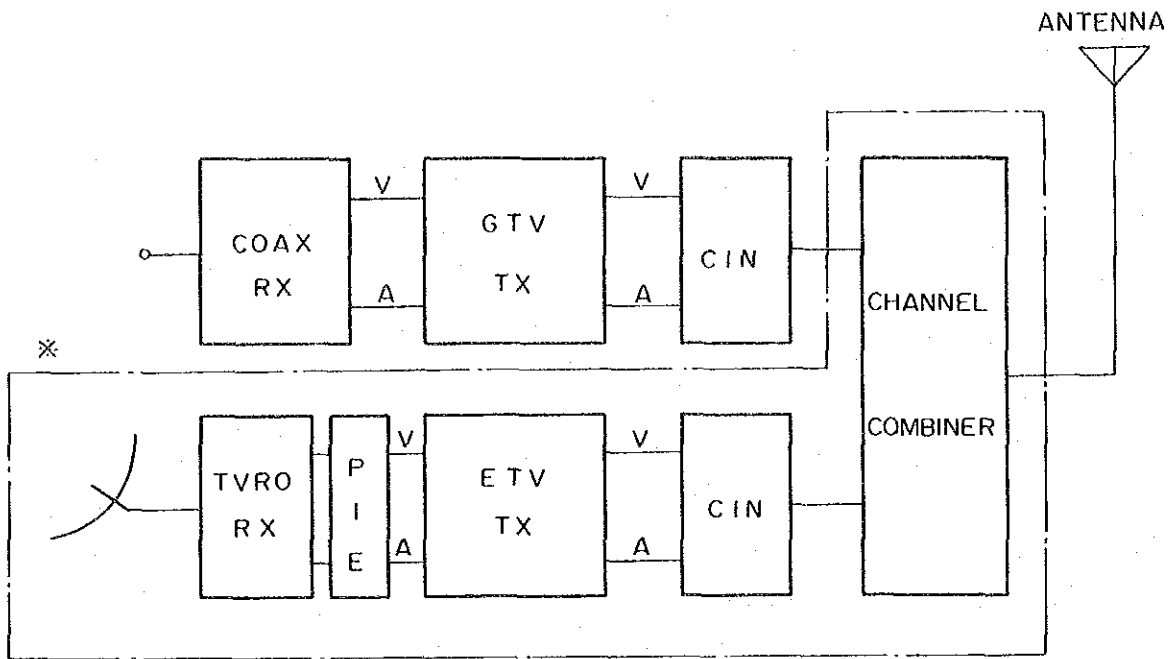 ANTENNA
COAX
RX
V
A
GTV
TX
V
A
CIN
CHANNEL
COMBINER
※
TVRO
RX
P
I
E
V
A
ETV
TX
V
A
CIN